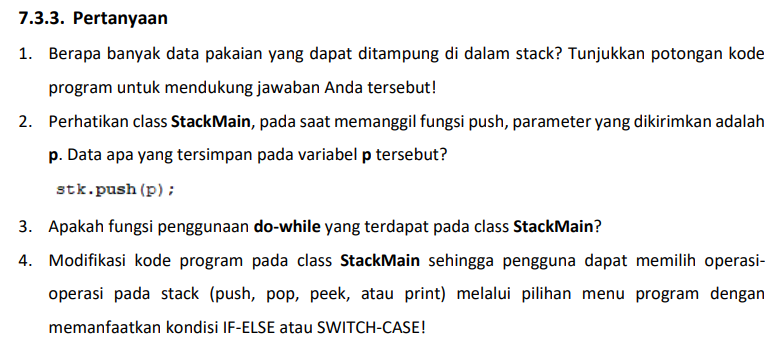 7.3.3. Pertanyaan
1. Berapa banyak data pakaian yang dapat ditampung di dalam stack? Tunjukkan potongan kode
program untuk mendukung jawaban Anda tersebut!
2. Perhatikan class StackMain, pada saat memanggil fungsi push, parameter yang dikirimkan adalah
p. Data apa yang tersimpan pada variabel p tersebut?
stk.push(p);
3. Apakah fungsi penggunaan do-while yang terdapat pada class StackMain?
4. Modifikasi kode program pada class StackMain sehingga pengguna dapat memilih operasi-
operasi pada stack (push, pop, peek, atau print) melalui pilihan menu program dengan
memanfaatkan kondisi IF-ELSE atau SWITCH-CASE!